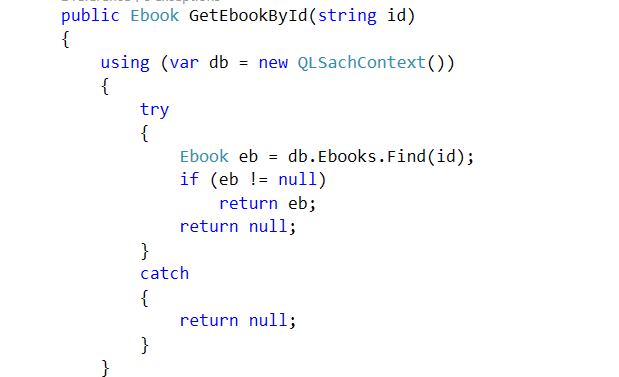 public Ebook GetEbookById(string id)
{
using (var db = new QLSachContext())
{
try
{
Ebook eb = db.Ebooks.Find(id);
if (eb != null)
return eb;
return null;
}
catch
{
return null;
}
}